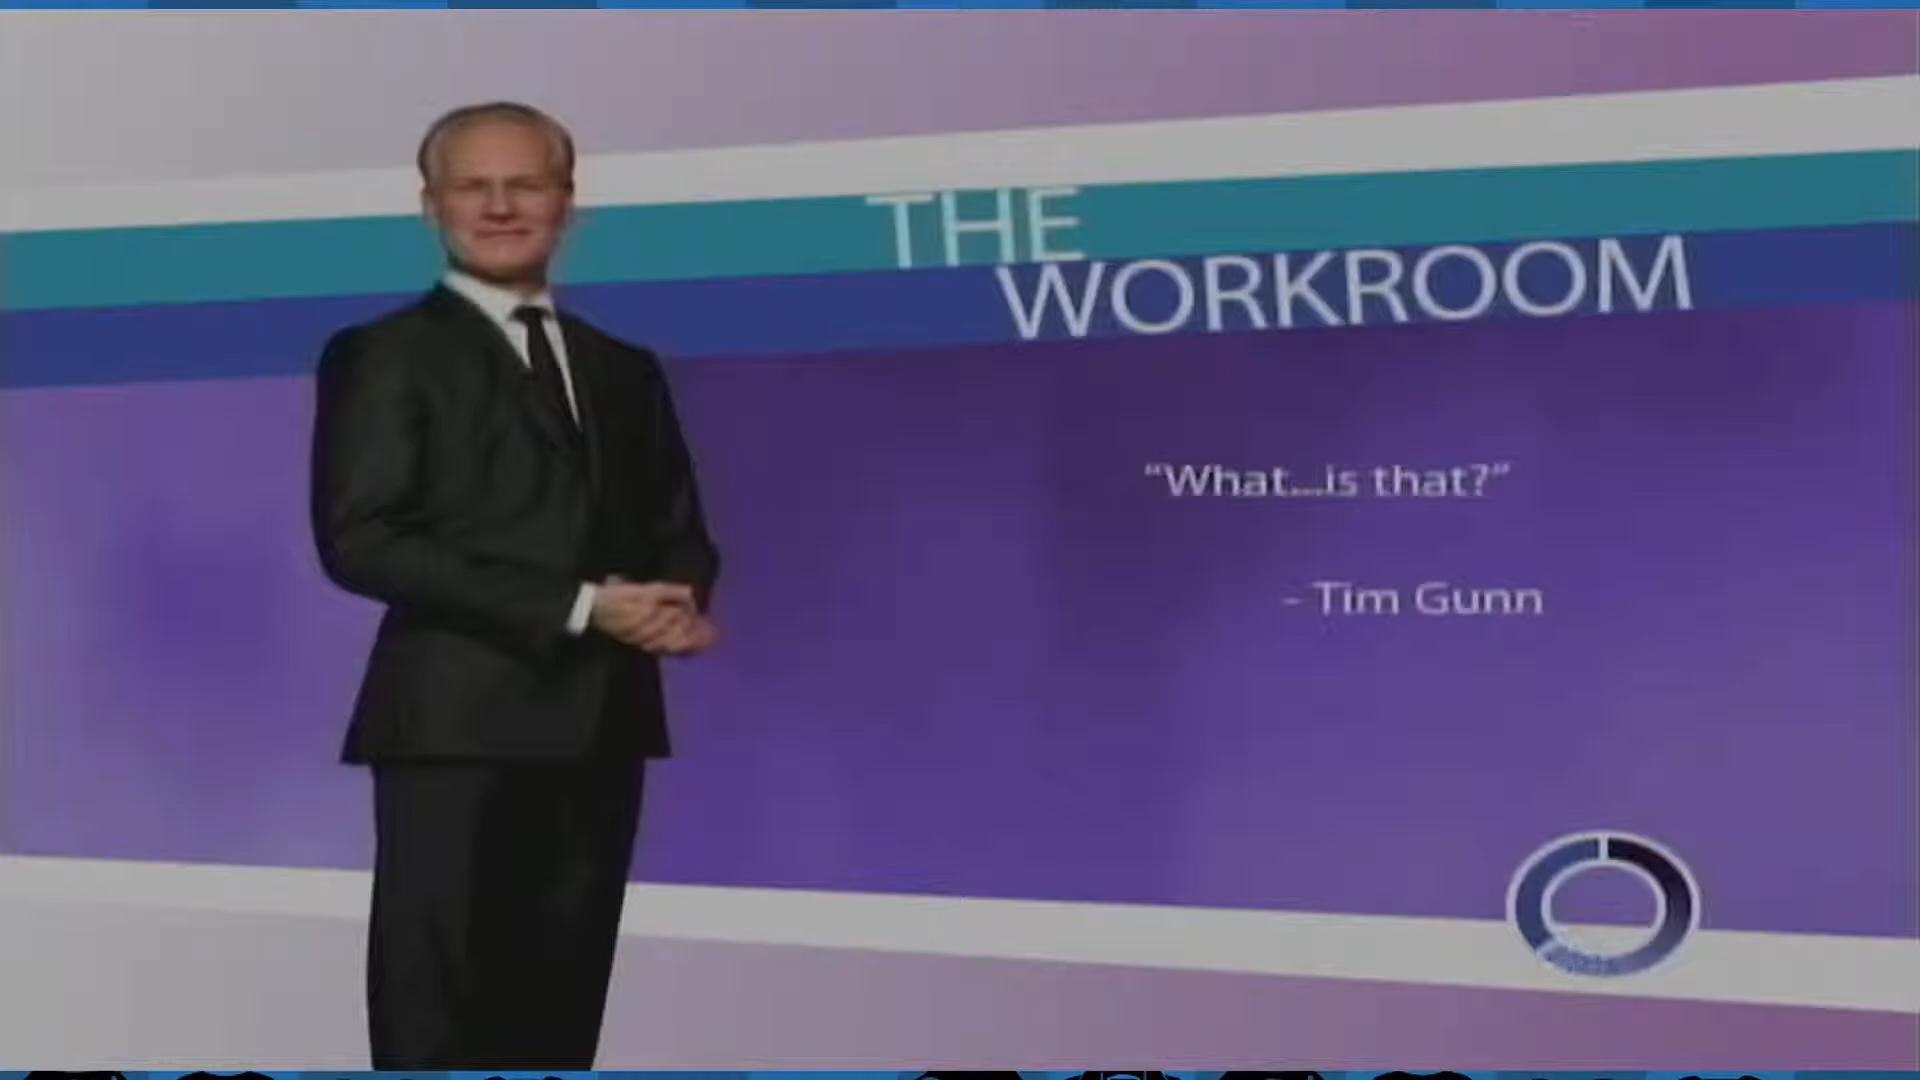 THE
WORKROOM
“What...is that?”
- Tim Gunn